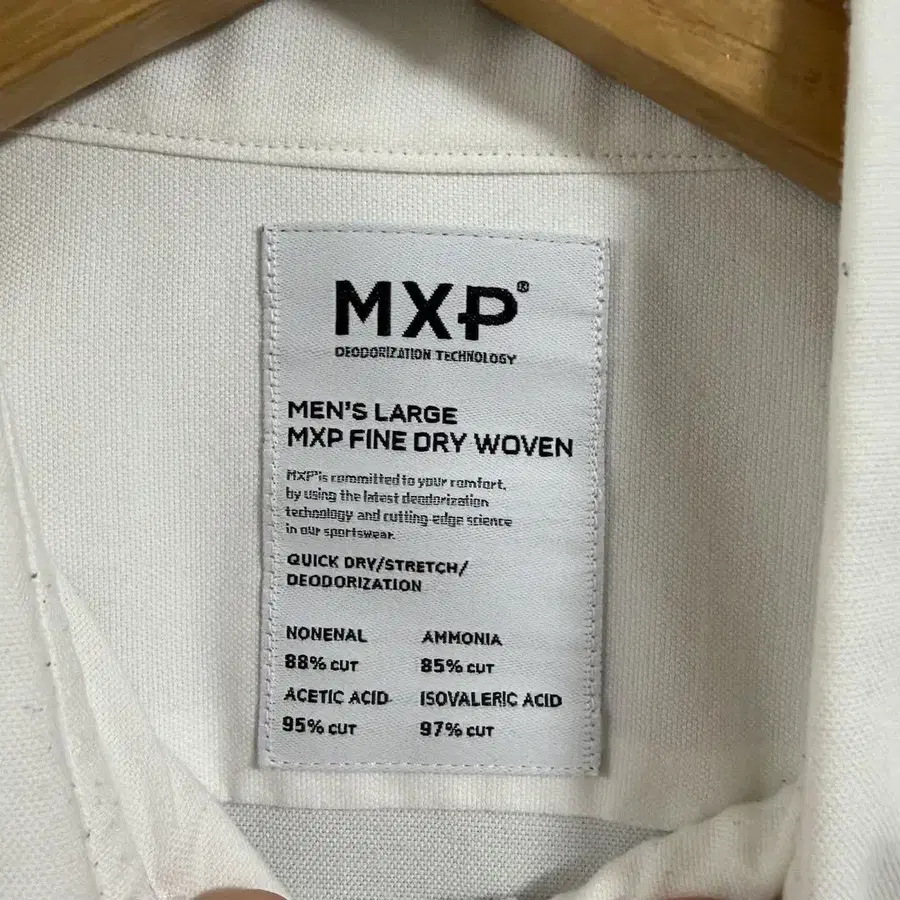 MXP®
DEODORIZATION TECHNOLOGY
MEN'S LARGE
MXP FINE DRY WOVEN
MXP® is committed to your comfort,
by using the latest deodorization
technology and cutting-edge science
in our sportswear.
QUICK DRY/STRETCH/
DEODORIZATION
NONENAL AMMONIA
88% CUT 85% CUT
ACETIC ACID ISOVALERIC ACID
95% CUT 97% CUT